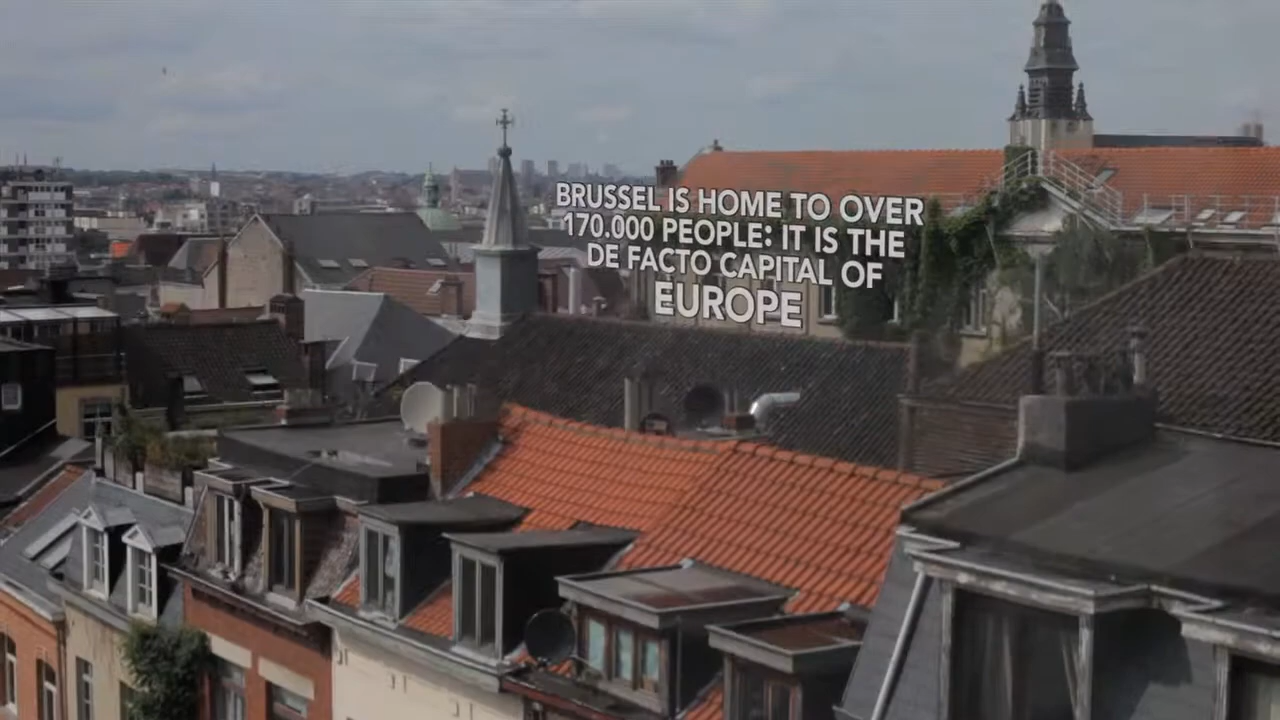 BRUSSEL IS HOME TO OVER
170.000 PEOPLE: IT IS THE
DE FACTO CAPITAL OF
EUROPE